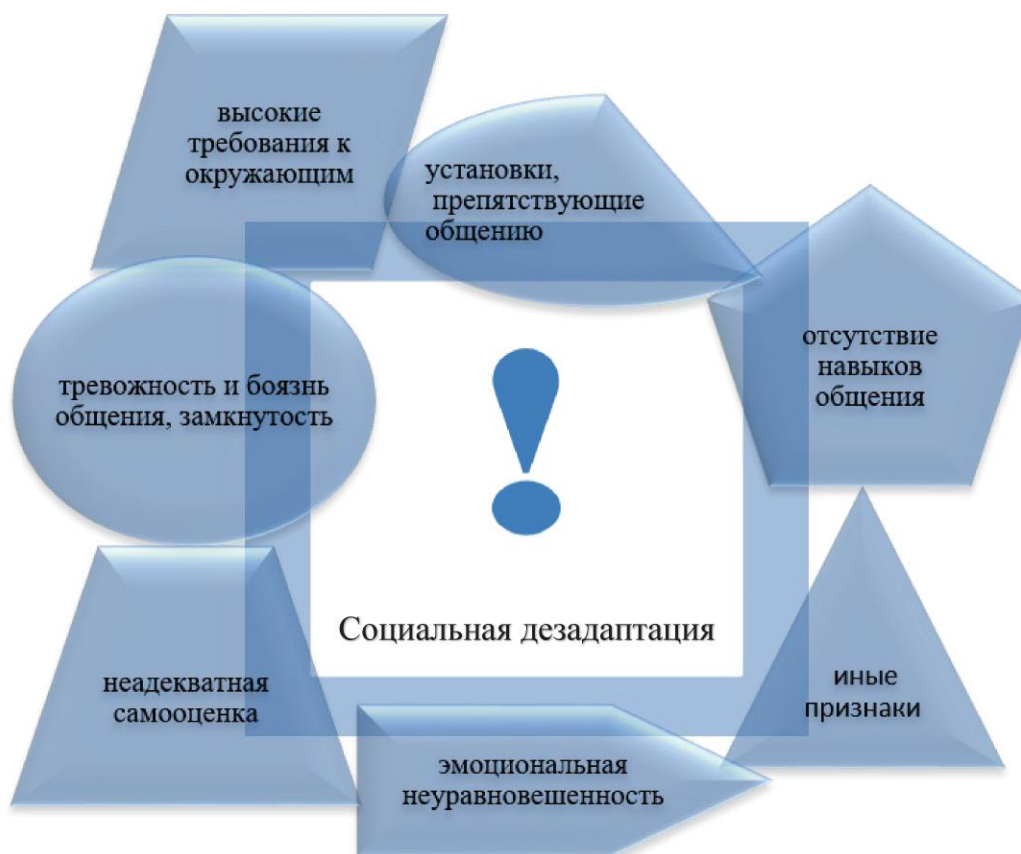 высокие
требования к
окружающим
установки,
препятствующие
общению
отсутствие
навыков
общения
тревожность и боязнь
общения, замкнутость
!
Социальная дезадаптация
неадекватная
самооценка
иные
признаки
эмоциональная
неуравновешенность